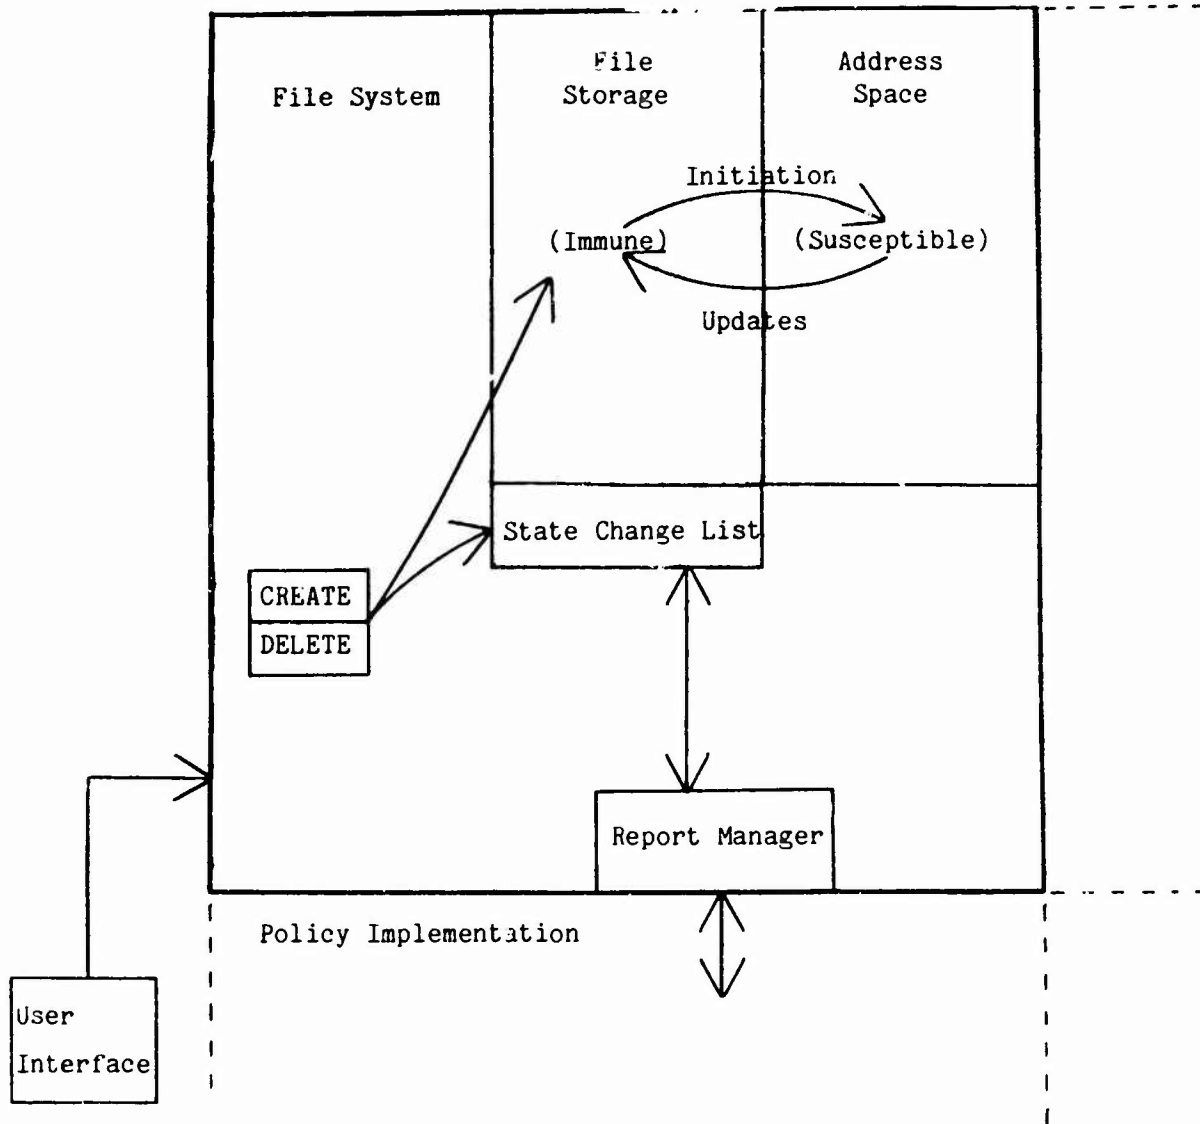 File System
File
Storage
Address
Space
Initiation
(Immune)
(Susceptible)
Updates
State Change List
CREATE
DELETE
Report Manager
Policy Implementation
User
Interface